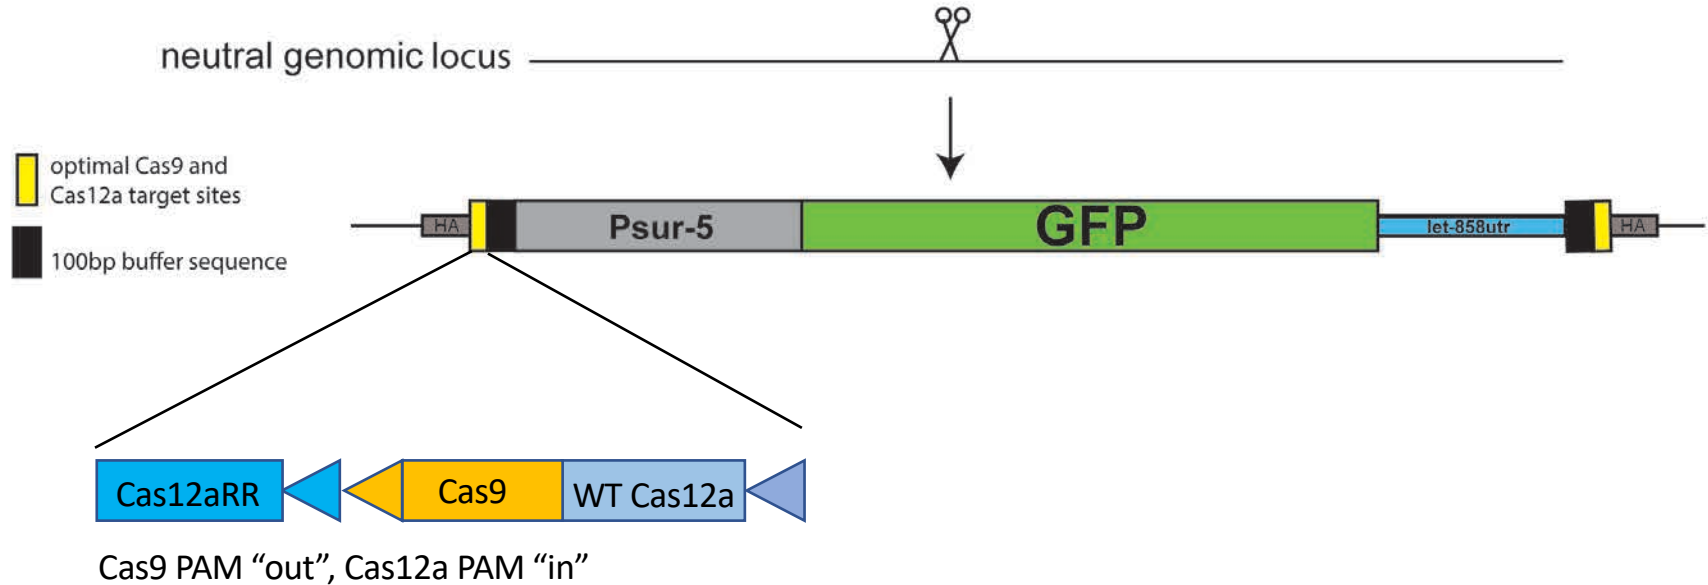 neutral genomic locus
optimal Cas9 and
Cas12a target sites
100bp buffer sequence
HA Psur-5 GFP let-858utr HA
Cas12aRR Cas9 WT Cas12a
Cas9 PAM “out”, Cas12a PAM “in”